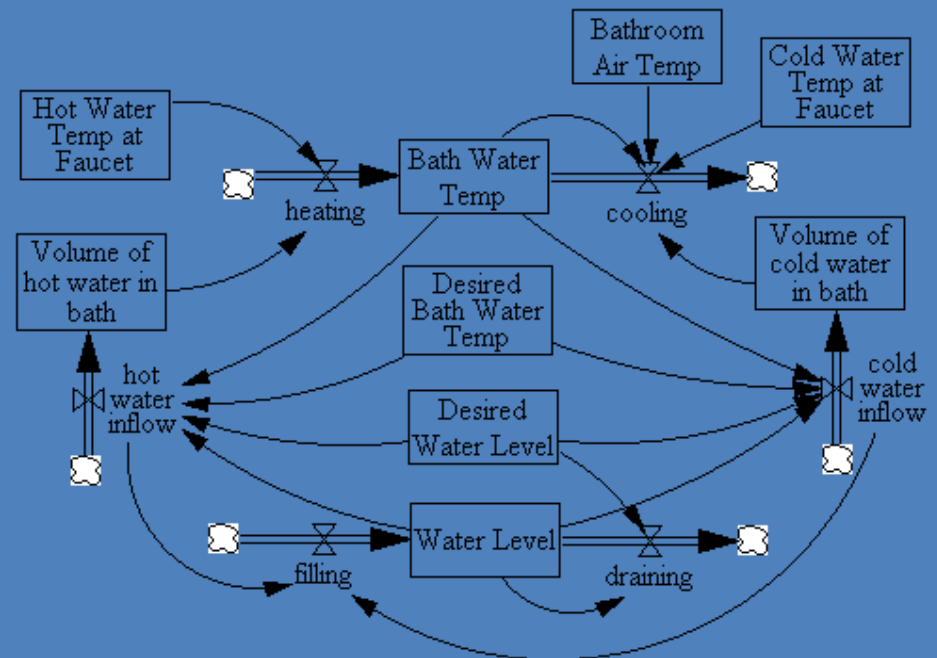 Bathroom
Air Temp
Cold Water
Temp at
Faucet
Hot Water
Temp at
Faucet
Bath Water
Temp
heating
cooling
Volume of
hot water in
bath
Desired
Bath Water
Temp
Volume of
cold water
in bath
hot
water
inflow
cold
water
inflow
Desired
Water Level
Water Level
filling
draining